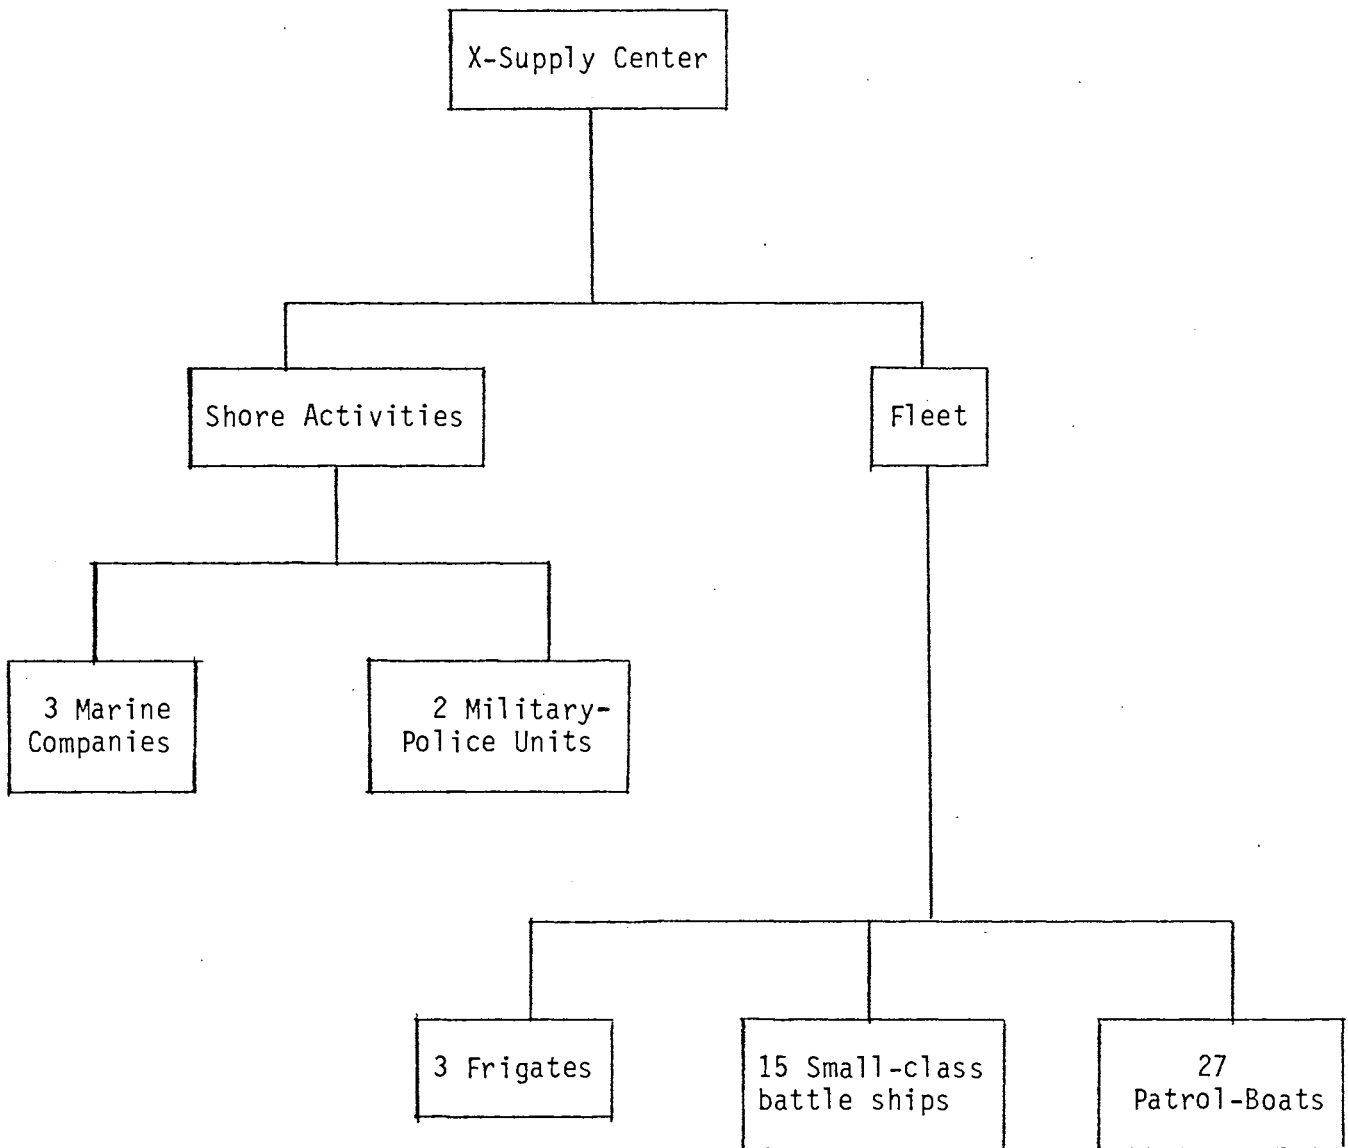 X-Supply Center
Shore Activities
Fleet
3 Marine
Companies
2 Military-
Police Units
3 Frigates
15 Small-class
battle ships
27
Patrol-Boats